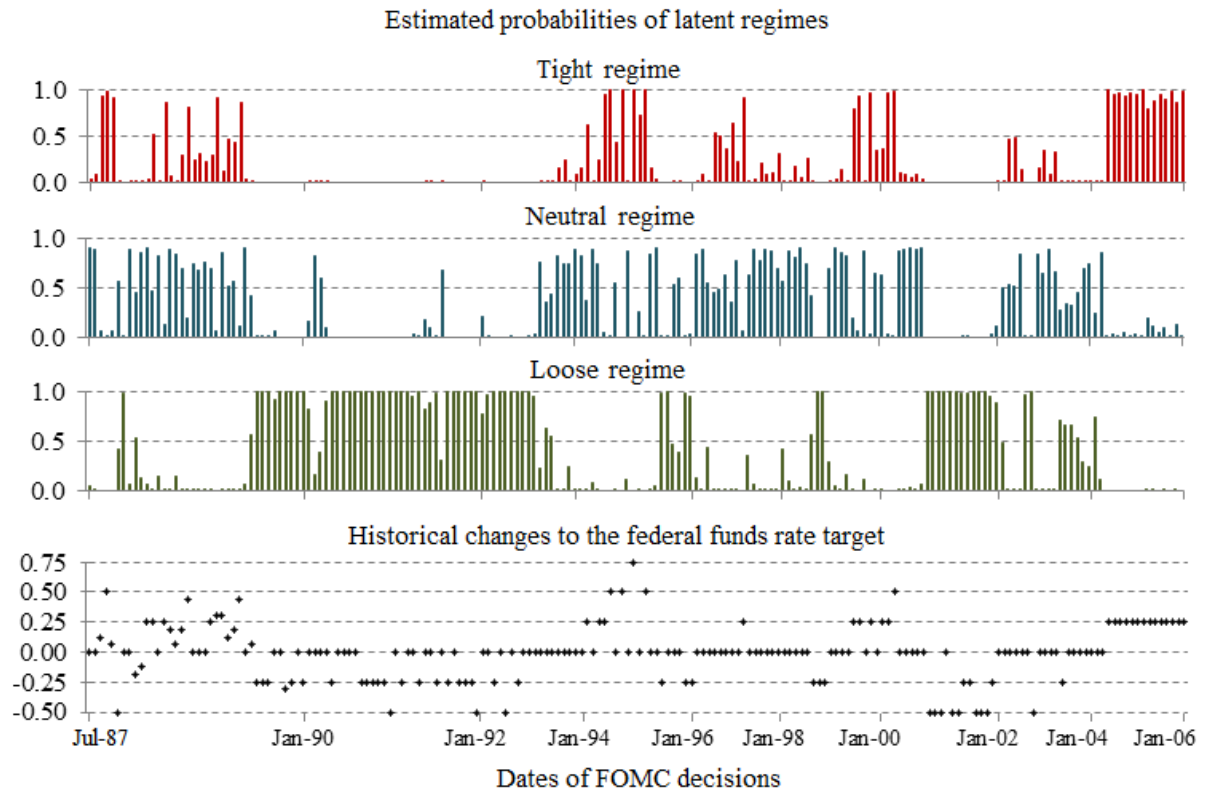 Estimated probabilities of latent regimes
Tight regime
1.0
0.5
0.0
Neutral regime
1.0
0.5
0.0
Loose regime
1.0
0.5
0.0
Historical changes to the federal funds rate target
0.75
0.50
0.25
0.00
-0.25
-0.50
Jul-87 Jan-90 Jan-92 Jan-94 Jan-96 Jan-98 Jan-00 Jan-02 Jan-04 Jan-06
Dates of FOMC decisions